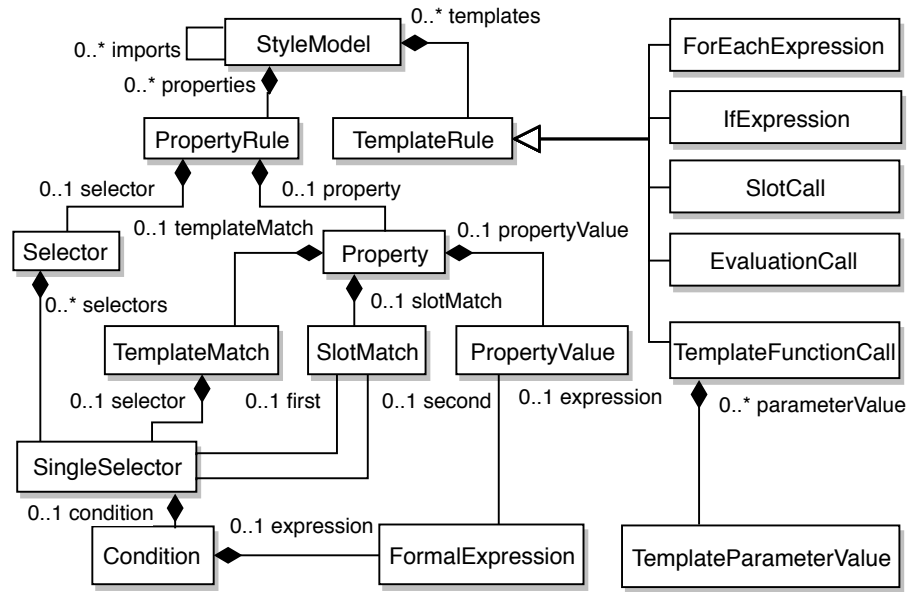 0..* templates
StyleModel
0..* imports
ForEachExpression
0..* properties
IfExpression
PropertyRule
TemplateRule
0..1 selector
0..1 property
SlotCall
0..1 templateMatch
0..1 propertyValue
Selector
Property
EvaluationCall
0..* selectors
0..1 slotMatch
TemplateMatch
SlotMatch
PropertyValue
TemplateFunctionCall
0..1 selector
0..1 first
0..1 second
0..1 expression
0..* parameterValue
SingleSelector
0..1 condition
0..1 expression
Condition
FormalExpression
TemplateParameterValue